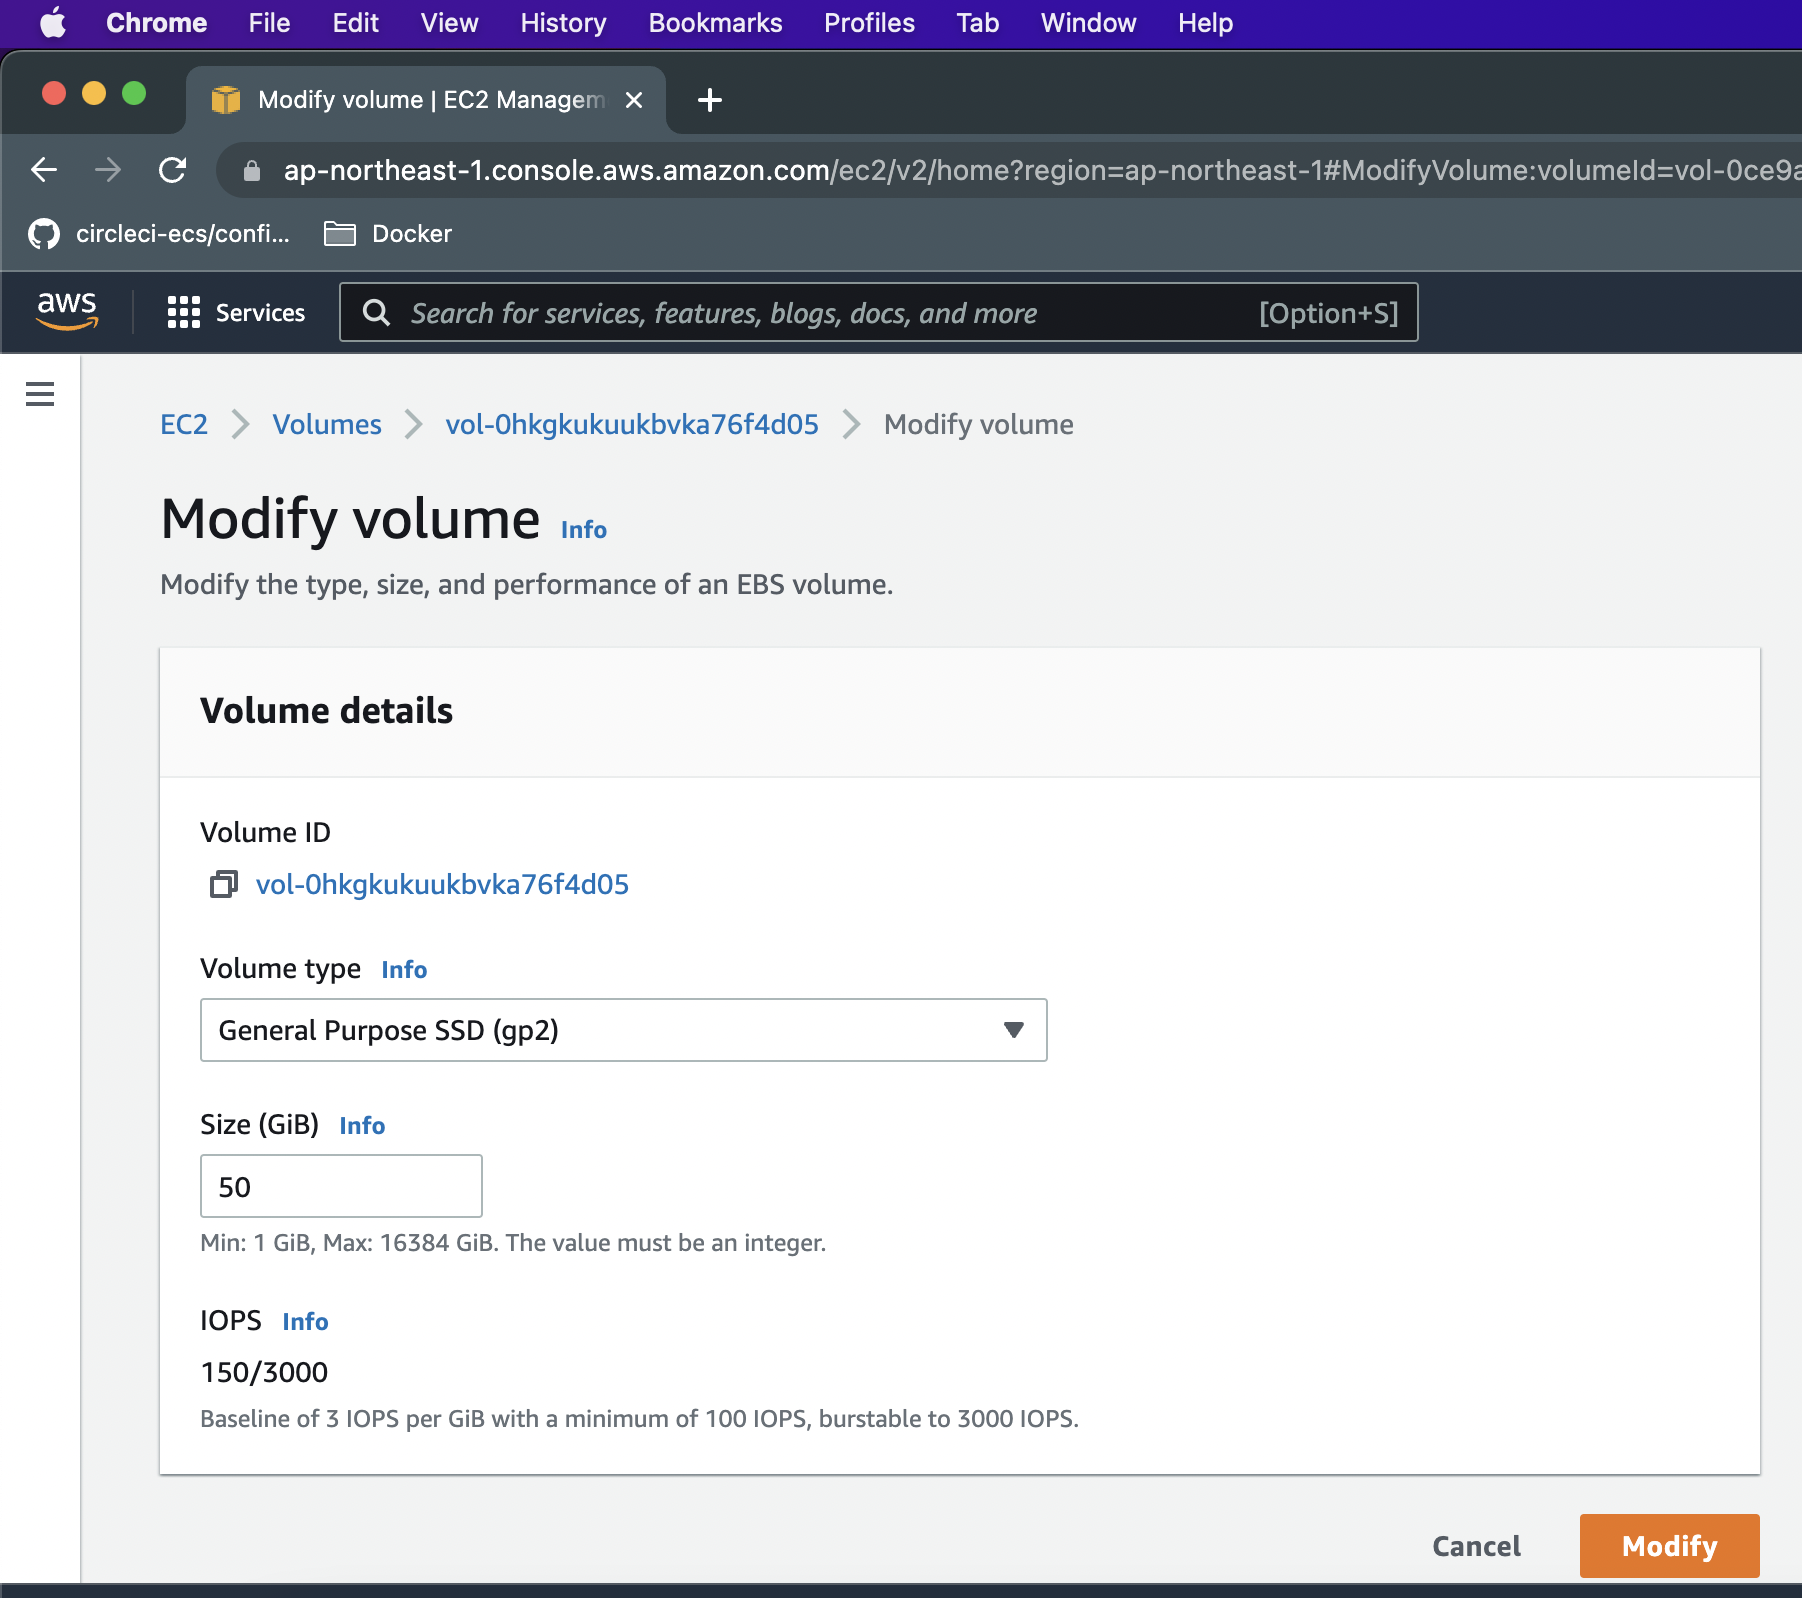 Chrome File Edit View History Bookmarks Profiles Tab Window Help
Modify volume | EC2 Managem
ap-northeast-1.console.aws.amazon.com/ec2/v2/home?region=ap-northeast-1#ModifyVolume:volumeId=vol-0ce9a
circleci-ecs/confi... Docker
aws Services Search for services, features, blogs, docs, and more [Option+S]
EC2 Volumes vol-0hkgkukuukbvka76f4d05 Modify volume
Modify volume Info
Modify the type, size, and performance of an EBS volume.
Volume details
Volume ID
vol-0hkgkukuukbvka76f4d05
Volume type Info
General Purpose SSD (gp2)
Size (GiB) Info
50
Min: 1 GiB, Max: 16384 GiB. The value must be an integer.
IOPS Info
150/3000
Baseline of 3 IOPS per GiB with a minimum of 100 IOPS, burstable to 3000 IOPS.
Cancel Modify